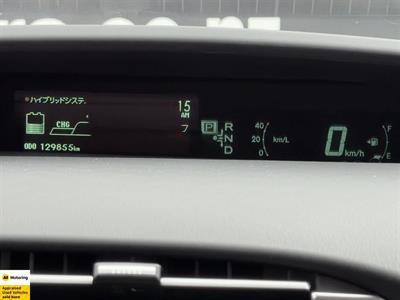 ハイブリッドシステ.
15
AM
7
CHG
ODO 129855km
P
R
N
D
40
20
0
km/L
0
km/h
F
E
AA Motoring
Appraised
Used Vehicles
sold here